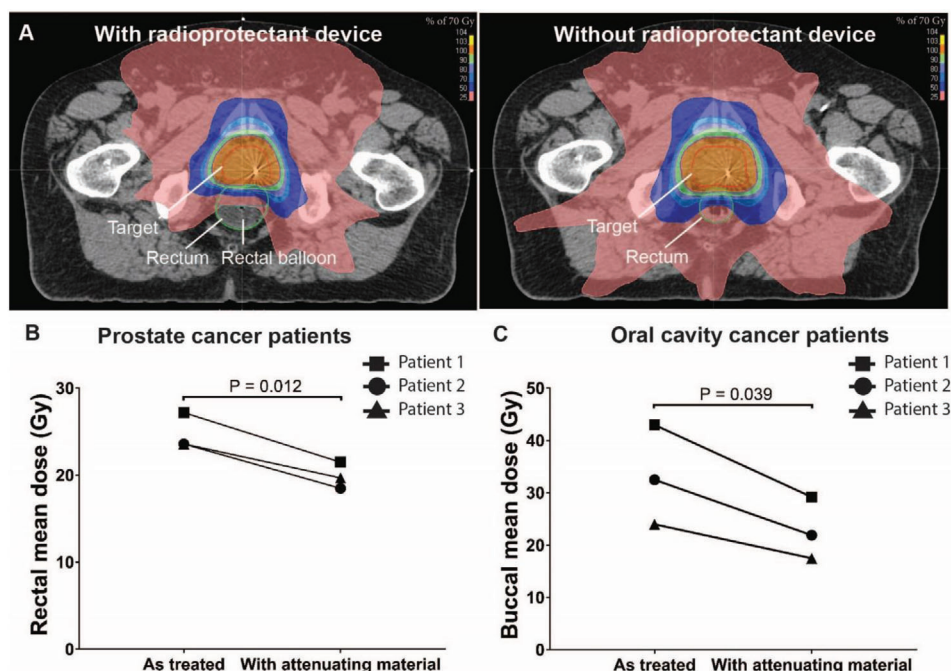 A
With radioprotectant device
% of 70 Gy
104
103
100
90
80
70
50
25
Target
Rectum
Rectal balloon
Without radioprotectant device
% of 70 Gy
104
103
100
90
80
70
50
25
Target
Rectum
B
Prostate cancer patients
Patient 1
Patient 2
Patient 3
P = 0.012
Rectal mean dose (Gy)
30
20
10
0
As treated
With attenuating material
C
Oral cavity cancer patients
Patient 1
Patient 2
Patient 3
P = 0.039
Buccal mean dose (Gy)
50
40
30
20
10
0
As treated
With attenuating material